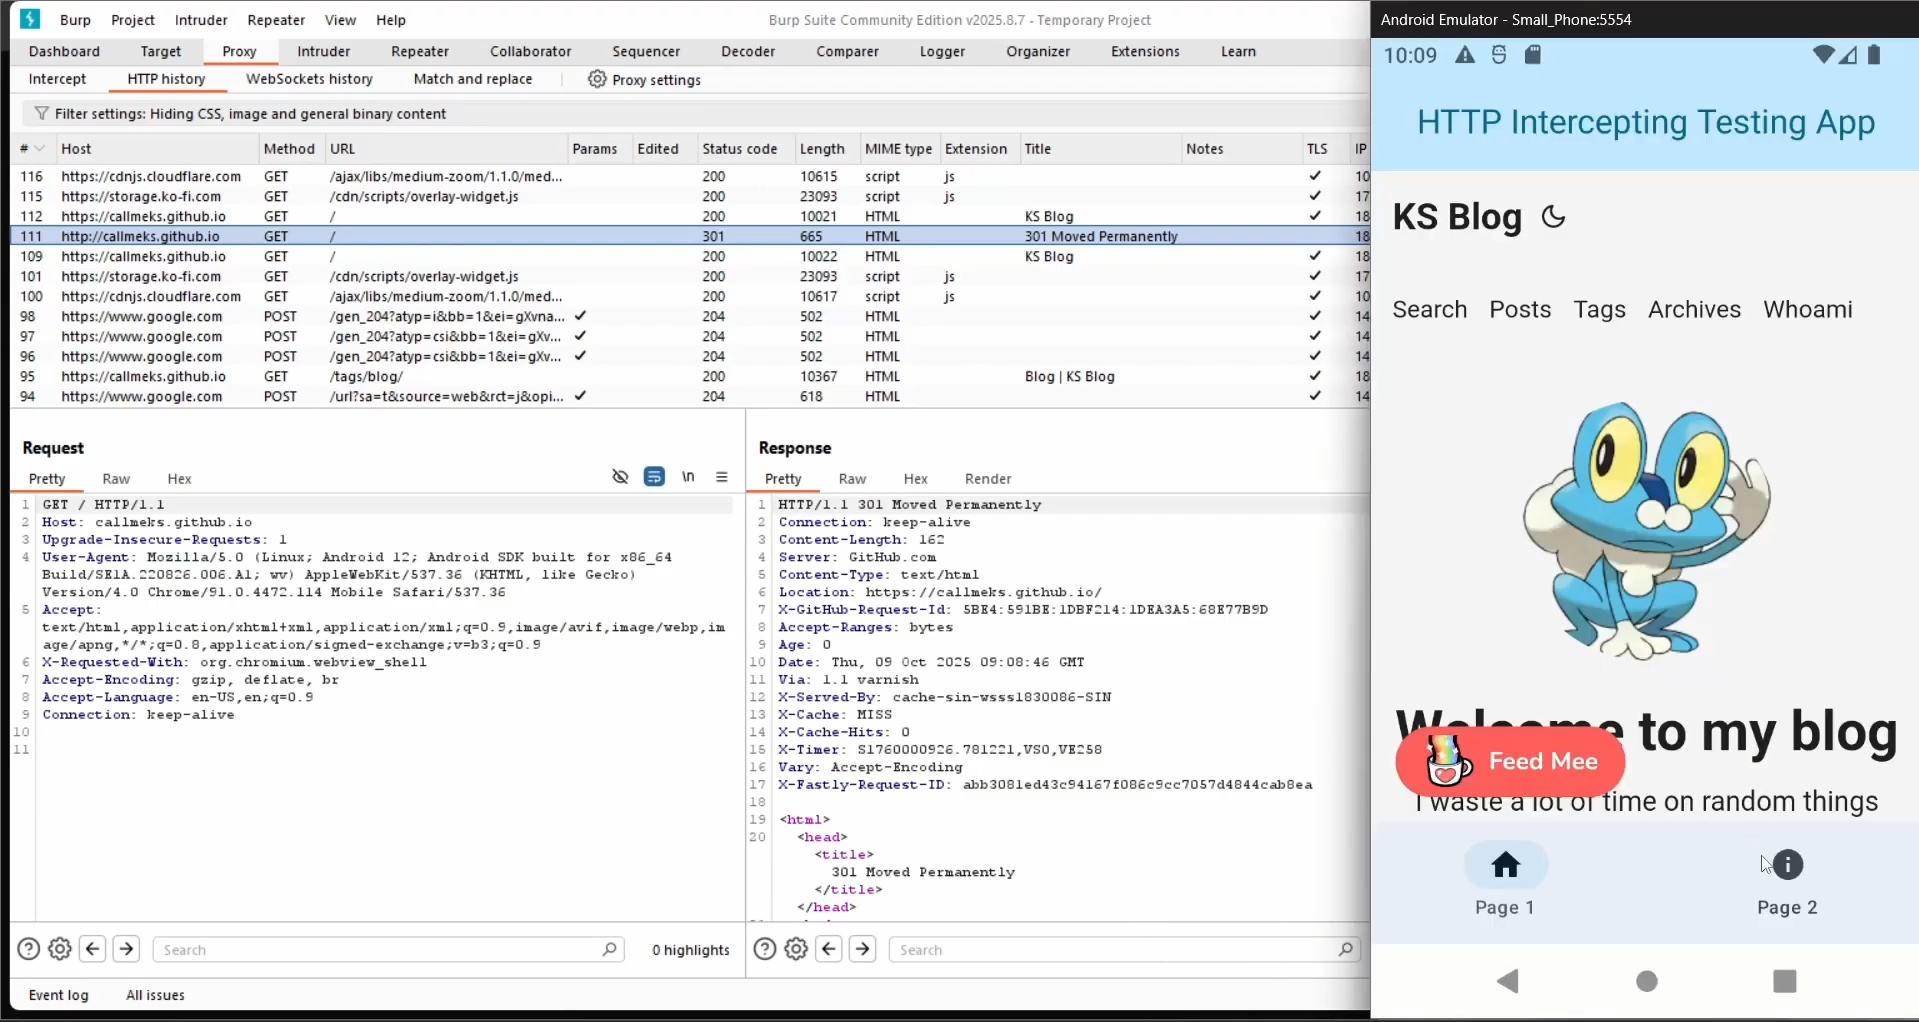 Burp Project Intruder Repeater View Help
Burp Suite Community Edition v2025.8.7 - Temporary Project
Dashboard Target Proxy Intruder Repeater Collaborator Sequencer Decoder Comparer Logger Organizer Extensions Learn
Intercept HTTP history WebSockets history Match and replace Proxy settings
Filter settings: Hiding CSS, image and general binary content
# Host Method URL Params Edited Status code Length MIME type Extension Title Notes TLS IP
116 https://cdnjs.cloudflare.com GET /ajax/libs/medium-zoom/1.1.0/med... 200 10615 script js ✓ 10
115 https://storage.ko-fi.com GET /cdn/scripts/overlay-widget.js 200 23093 script js ✓ 17
112 https://callmeks.github.io GET / 200 10021 HTML KS Blog ✓ 18
111 http://callmeks.github.io GET / 301 665 HTML 301 Moved Permanently 18
109 https://callmeks.github.io GET / 200 10022 HTML KS Blog ✓ 18
101 https://storage.ko-fi.com GET /cdn/scripts/overlay-widget.js 200 23093 script js ✓ 17
100 https://cdnjs.cloudflare.com GET /ajax/libs/medium-zoom/1.1.0/med... 200 10617 script js ✓ 10
98 https://www.google.com POST /gen_204?atyp=i&bb=1&ei=gXvna... ✓ 204 502 HTML ✓ 14
97 https://www.google.com POST /gen_204?atyp=csi&bb=1&ei=gXv... ✓ 204 502 HTML ✓ 14
96 https://www.google.com POST /gen_204?atyp=csi&bb=1&ei=gXv... ✓ 204 502 HTML ✓ 14
95 https://callmeks.github.io GET /tags/blog/ 200 10367 HTML Blog | KS Blog ✓ 18
94 https://www.google.com POST /url?sa=t&source=web&rct=j&opi... ✓ 204 618 HTML ✓ 14
Request
Pretty Raw Hex
\n
1 GET / HTTP/1.1
2 Host: callmeks.github.io
3 Upgrade-Insecure-Requests: 1
4 User-Agent: Mozilla/5.0 (Linux; Android 12; Android SDK built for x86_64
Build/SE1A.220826.006.A1; wv) AppleWebKit/537.36 (KHTML, like Gecko)
Version/4.0 Chrome/91.0.4472.114 Mobile Safari/537.36
5 Accept:
text/html,application/xhtml+xml,application/xml;q=0.9,image/avif,image/webp,im
age/apng,*/*;q=0.8,application/signed-exchange;v=b3;q=0.9
6 X-Requested-With: org.chromium.webview_shell
7 Accept-Encoding: gzip, deflate, br
8 Accept-Language: en-US,en;q=0.9
9 Connection: keep-alive
10
11
Search
0 highlights
Response
Pretty Raw Hex Render
1 HTTP/1.1 301 Moved Permanently
2 Connection: keep-alive
3 Content-Length: 162
4 Server: GitHub.com
5 Content-Type: text/html
6 Location: https://callmeks.github.io/
7 X-GitHub-Request-Id: 5BE4:591BE:1DBF214:1DEA3A5:68E77B9D
8 Accept-Ranges: bytes
9 Age: 0
10 Date: Thu, 09 Oct 2025 09:08:46 GMT
11 Via: 1.1 varnish
12 X-Served-By: cache-sin-wsss1830086-SIN
13 X-Cache: MISS
14 X-Cache-Hits: 0
15 X-Timer: S1760000926.781221,VS0,VE258
16 Vary: Accept-Encoding
17 X-Fastly-Request-ID: abb3081ed43c94167f086c9cc7057d4844cab8ea
18
19 <html>
20 <head>
<title>
301 Moved Permanently
</title>
</head>
Search
Event log All issues
Android Emulator - Small_Phone:5554
10:09
HTTP Intercepting Testing App
KS Blog
Search Posts Tags Archives Whoami
Welcome to my blog
Feed Mee
I waste a lot of time on random things
Page 1
Page 2